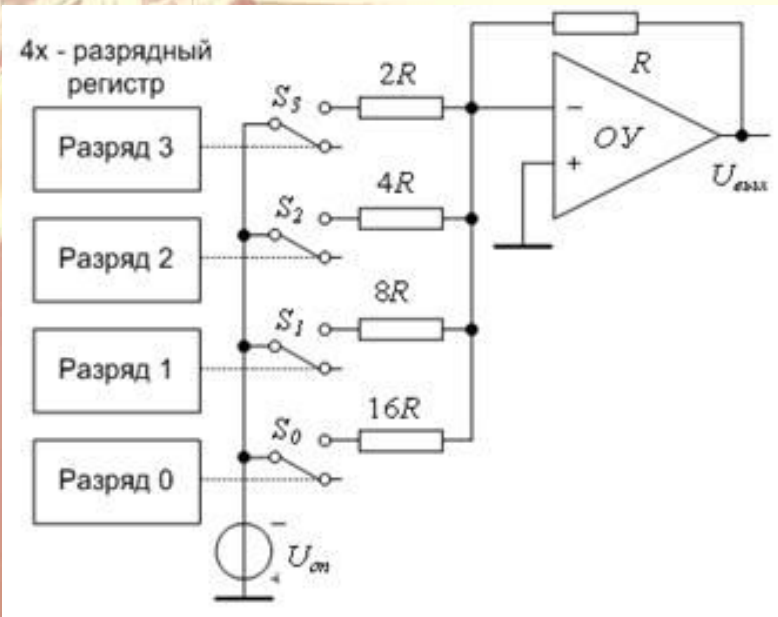 4х - разрядный
регистр
Разряд 3
Разряд 2
Разряд 1
Разряд 0
S₃
S₂
S₁
S₀
2R
4R
8R
16R
R
−
ОУ
+
Uвых
−
Uоп
+